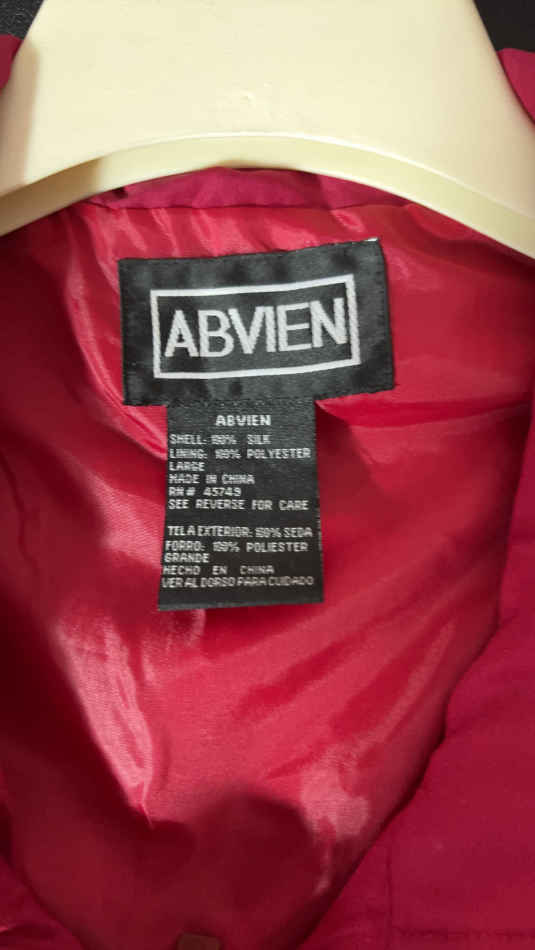 ABVIEN
ABVIEN
SHELL: 100% SILK
LINING: 100% POLYESTER
LARGE
MADE IN CHINA
RN# 45749
SEE REVERSE FOR CARE
TELA EXTERIOR: 100% SEDA
FORRO: 100% POLIESTER
GRANDE
HECHO EN CHINA
VER AL DORSO PARA CUIDADO